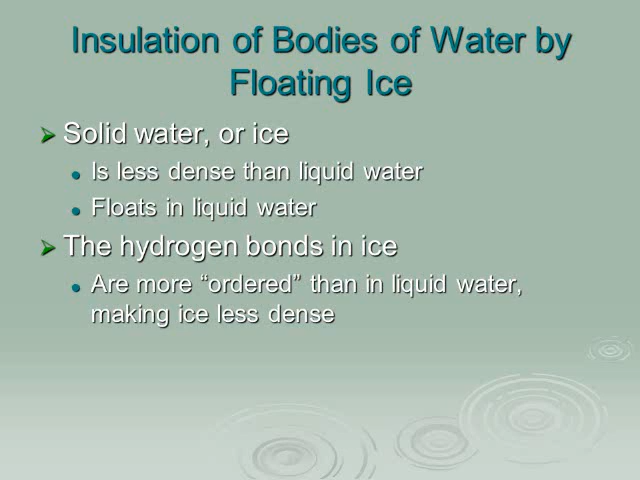 Insulation of Bodies of Water by
Floating Ice
Solid water, or ice
Is less dense than liquid water
Floats in liquid water
The hydrogen bonds in ice
Are more “ordered” than in liquid water,
making ice less dense